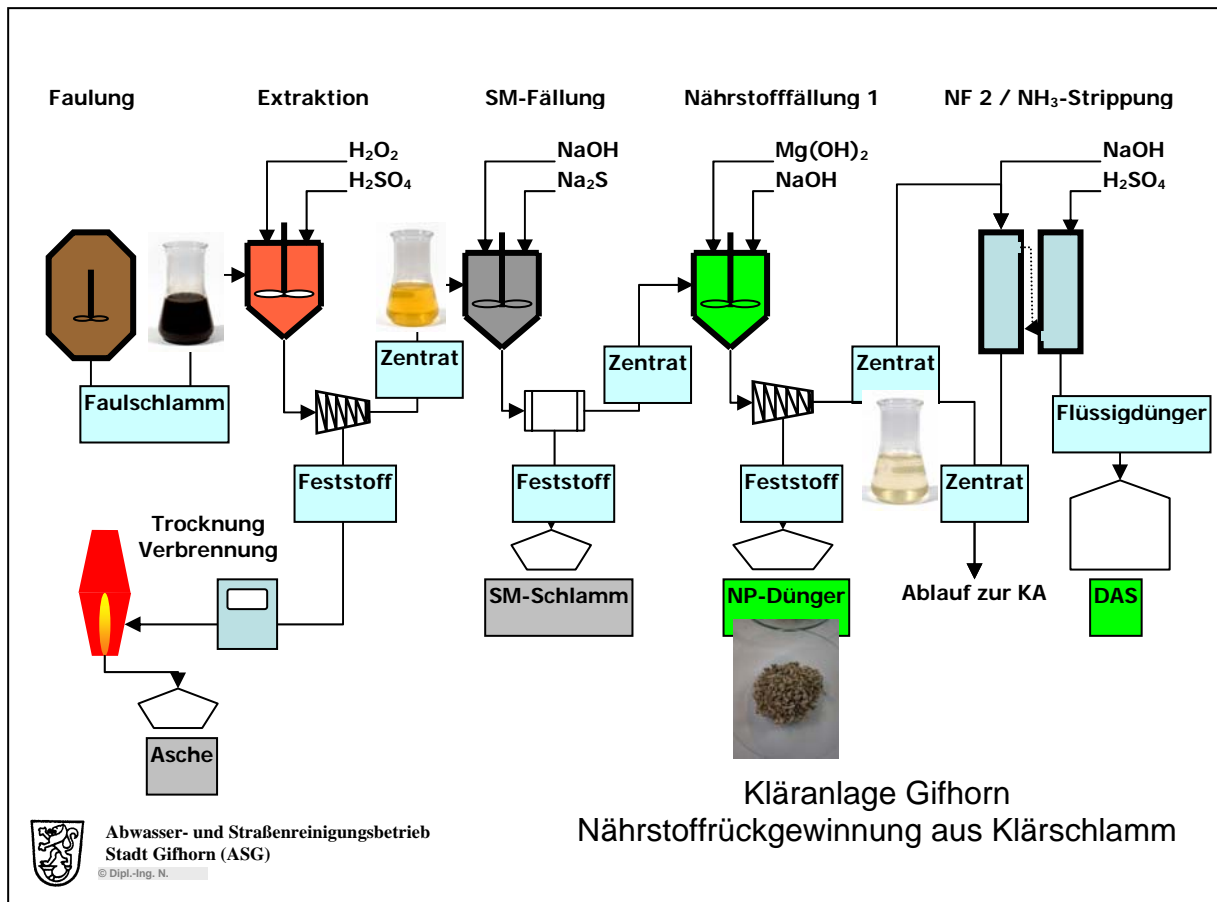 Faulung
Extraktion
SM-Fällung
Nährstofffällung 1
NF 2 / NH₃-Strippung
H₂O₂
H₂SO₄
NaOH
Na₂S
Mg(OH)₂
NaOH
NaOH
H₂SO₄
Faulschlamm
Zentrat
Zentrat
Zentrat
Flüssigdünger
Feststoff
Feststoff
Feststoff
Zentrat
Trocknung
Verbrennung
SM-Schlamm
NP-Dünger
Ablauf zur KA
DAS
Asche
Kläranlage Gifhorn
Nährstoffrückgewinnung aus Klärschlamm
Abwasser- und Straßenreinigungsbetrieb
Stadt Gifhorn (ASG)
© Dipl.-Ing. N.